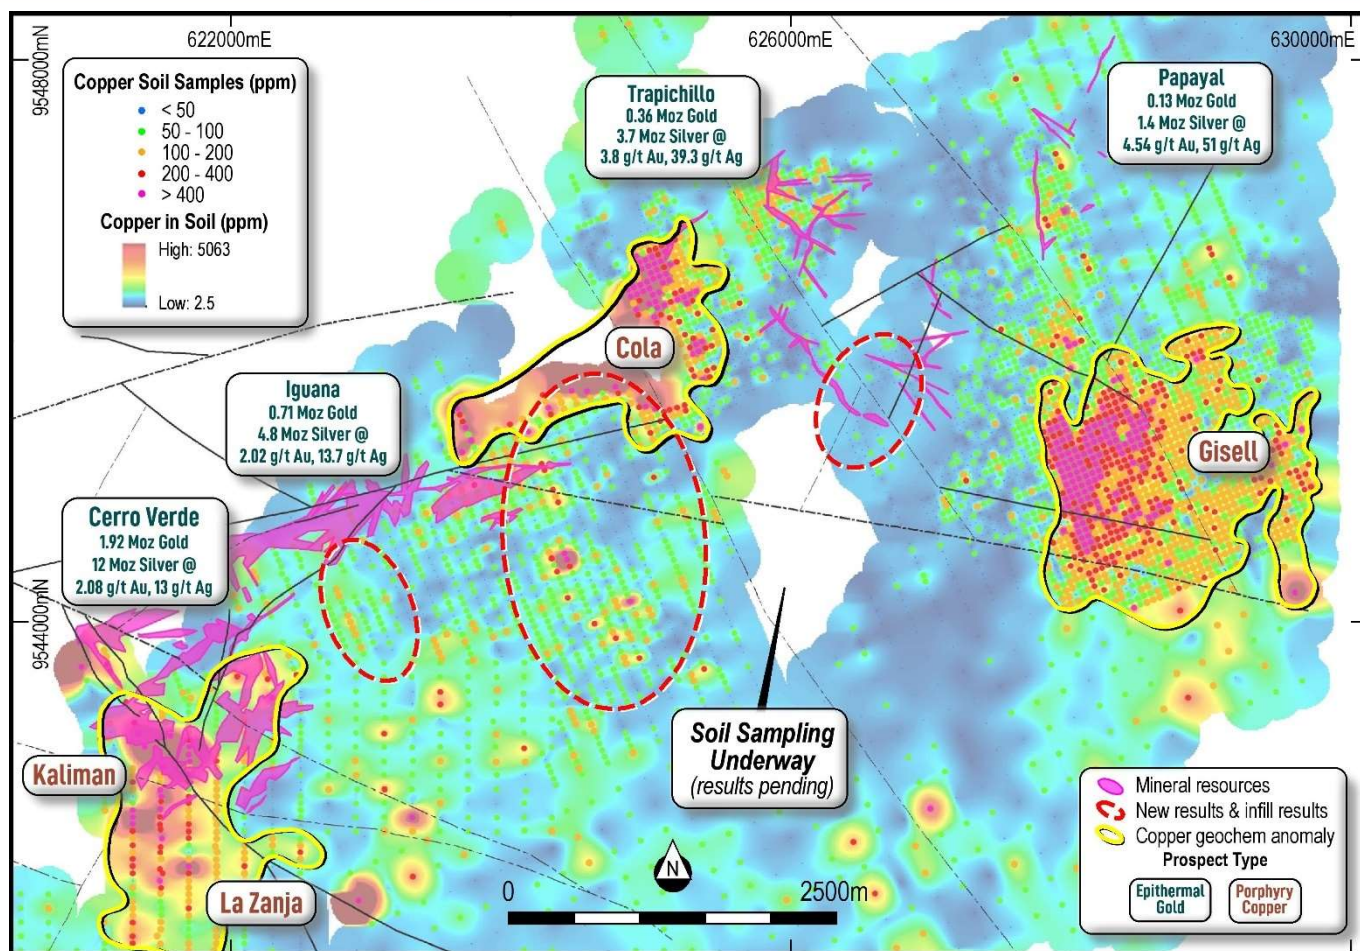 622000mE
626000mE
630000mE
9548000mN
9544000mN
Copper Soil Samples (ppm)
< 50
50 - 100
100 - 200
200 - 400
> 400
Copper in Soil (ppm)
High: 5063
Low: 2.5
Trapichillo
0.36 Moz Gold
3.7 Moz Silver @
3.8 g/t Au, 39.3 g/t Ag
Papayal
0.13 Moz Gold
1.4 Moz Silver @
4.54 g/t Au, 51 g/t Ag
Cola
Iguana
0.71 Moz Gold
4.8 Moz Silver @
2.02 g/t Au, 13.7 g/t Ag
Gisell
Cerro Verde
1.92 Moz Gold
12 Moz Silver @
2.08 g/t Au, 13 g/t Ag
Kaliman
La Zanja
Soil Sampling
Underway
(results pending)
N
0
2500m
Mineral resources
New results & infill results
Copper geochem anomaly
Prospect Type
Epithermal
Gold
Porphyry
Copper